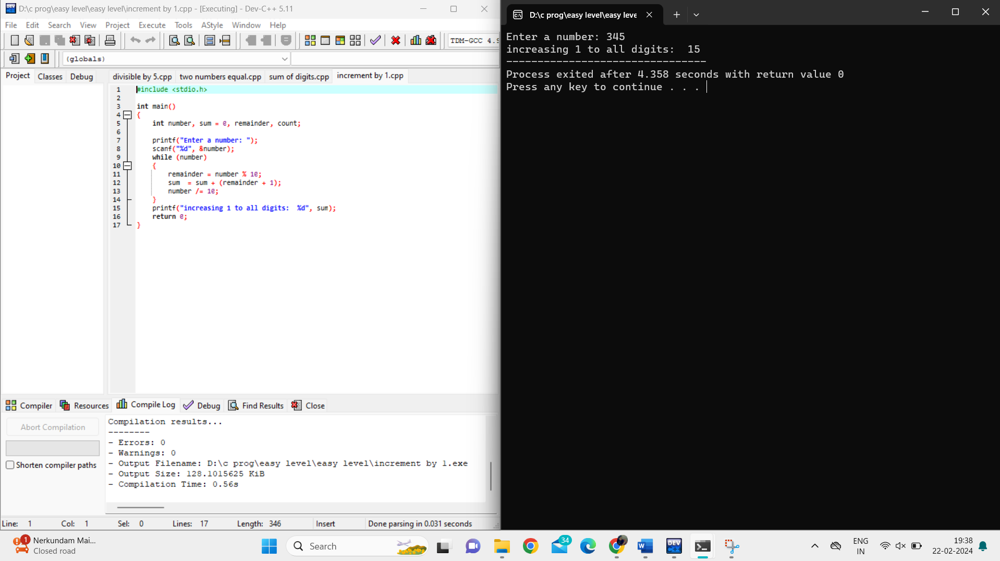 D:\c prog\easy level\easy level\increment by 1.cpp - [Executing] - Dev-C++ 5.11
File Edit Search View Project Execute Tools AStyle Window Help
TDM-GCC 4.9
(globals)
Project Classes Debug
divisible by 5.cpp two numbers equal.cpp sum of digits.cpp increment by 1.cpp
1 #include <stdio.h>
2
3 int main()
4 {
5 int number, sum = 0, remainder, count;
6
7 printf("Enter a number: ");
8 scanf("%d", &number);
9 while (number)
10 {
11 remainder = number % 10;
12 sum  = sum + (remainder + 1);
13 number /= 10;
14 }
15 printf("increasing 1 to all digits:  %d", sum);
16 return 0;
17 }
Compiler Resources Compile Log Debug Find Results Close
Abort Compilation
Shorten compiler paths
Compilation results...
--------
- Errors: 0
- Warnings: 0
- Output Filename: D:\c prog\easy level\easy level\increment by 1.exe
- Output Size: 128.1015625 KiB
- Compilation Time: 0.56s
Line: 1 Col: 1 Sel: 0 Lines: 17 Length: 346 Insert Done parsing in 0.031 seconds
D:\c prog\easy level\easy leve
Enter a number: 345
increasing 1 to all digits:  15
--------------------------------
Process exited after 4.358 seconds with return value 0
Press any key to continue . . .
1
Nerkundam Mai...
Closed road
Search
34
W
DEV
ENG
IN
19:38
22-02-2024